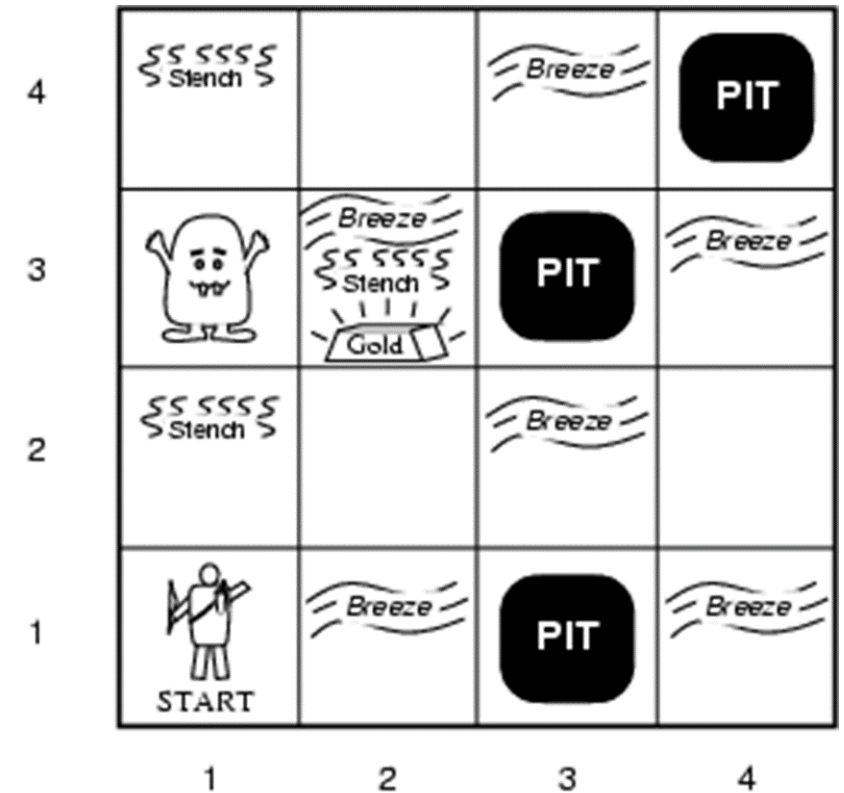 4
Stench
Breeze
PIT
3
Breeze
Stench
Gold
PIT
Breeze
2
Stench
Breeze
1
START
Breeze
PIT
Breeze
1 2 3 4